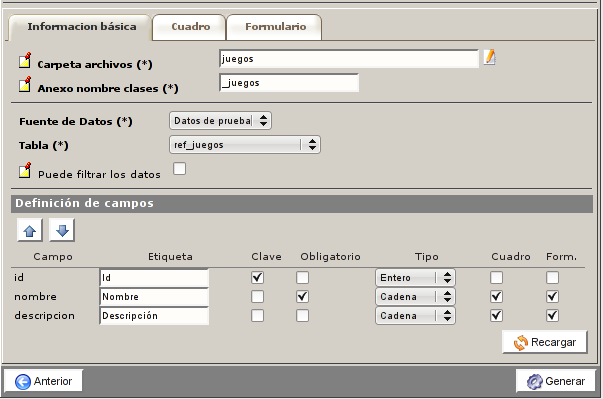 Informacion básica Cuadro Formulario
Carpeta archivos (*) juegos
Anexo nombre clases (*) _juegos
Fuente de Datos (*) Datos de prueba
Tabla (*) ref_juegos
Puede filtrar los datos
Definición de campos
Campo Etiqueta Clave Obligatorio Tipo Cuadro Form.
id Id Entero
nombre Nombre Cadena
descripcion Descripción Cadena
Recargar
Anterior Generar